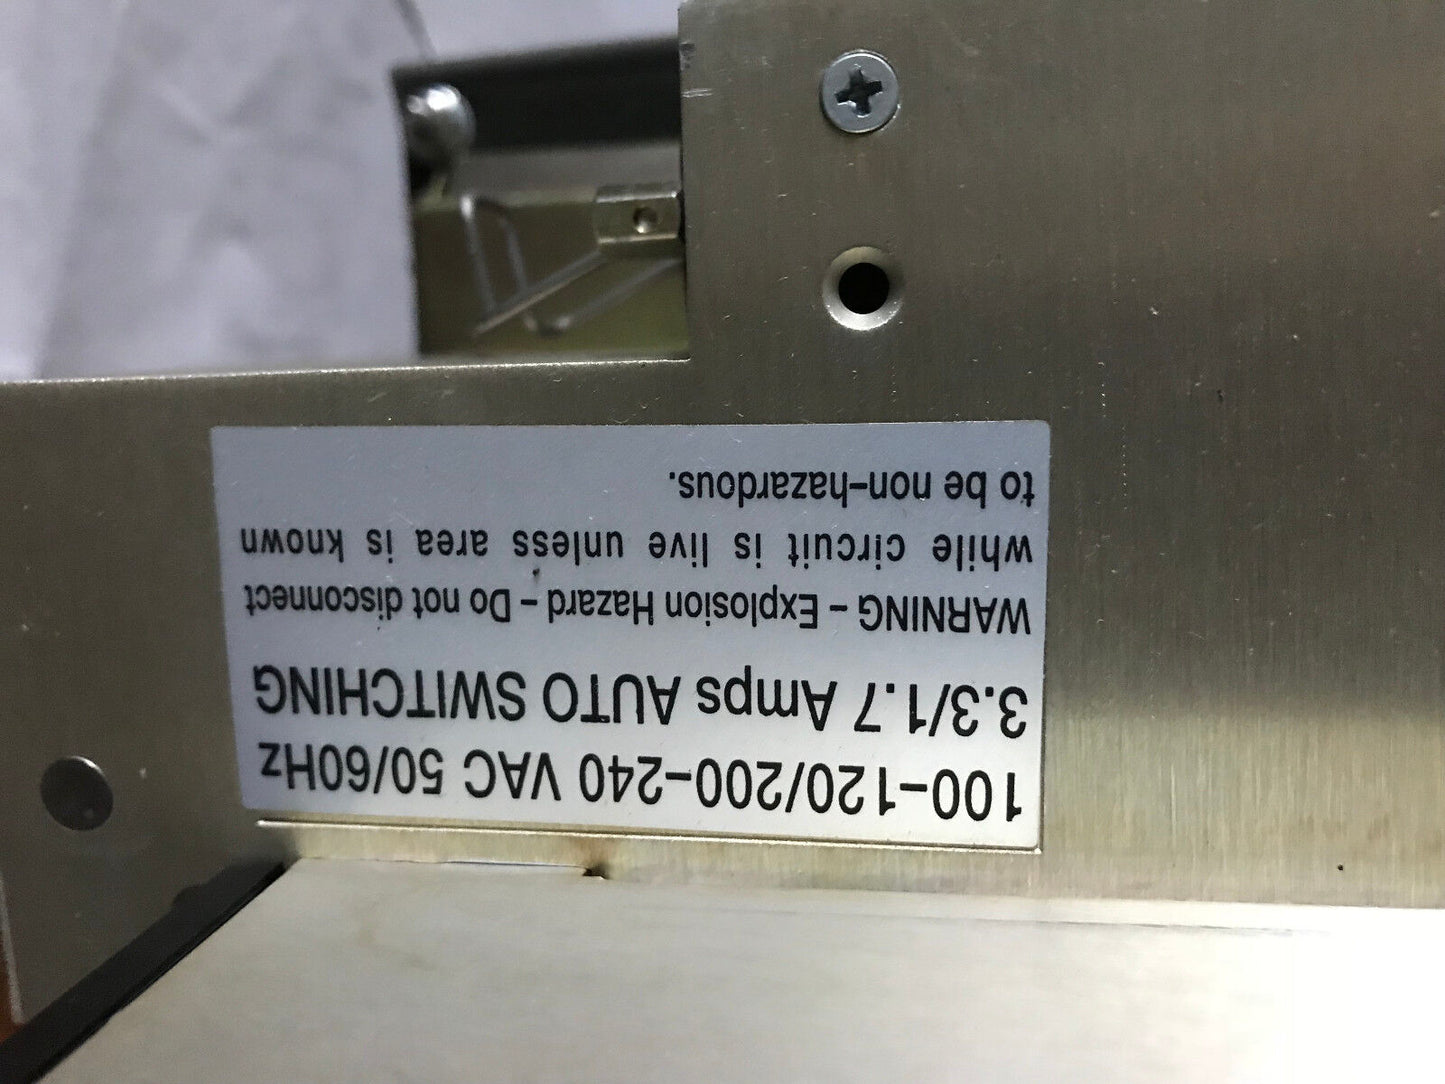 100-120/200-240 VAC 50/60Hz
3.3/1.7 Amps AUTO SWITCHING
WARNING - Explosion Hazard - Do not disconnect
while circuit is live unless area is known
to be non-hazardous.